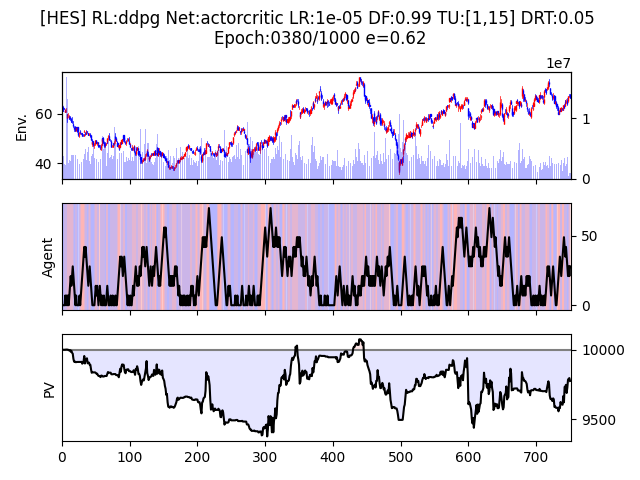 [HES] RL:ddpg Net:actorcritic LR:1e-05 DF:0.99 TU:[1,15] DRT:0.05
Epoch:0380/1000 e=0.62
1e7
Env.
60
40
1
0
Agent
50
0
PV
10000
9500
0 100 200 300 400 500 600 700